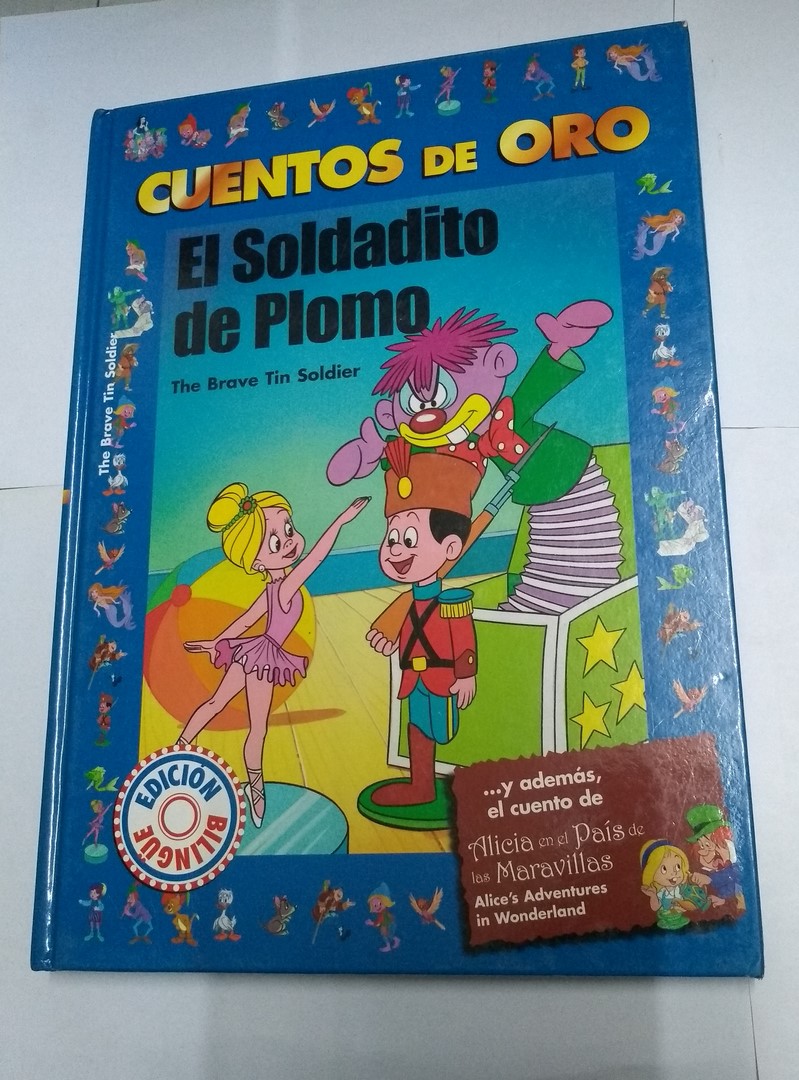 CUENTOS DE ORO
El Soldadito
de Plomo
The Brave Tin Soldier
The Brave Tin Soldier
EDICIÓN
BILINGÜE
...y además,
el cuento de
Alicia en el País de
las Maravillas
Alice's Adventures
in Wonderland